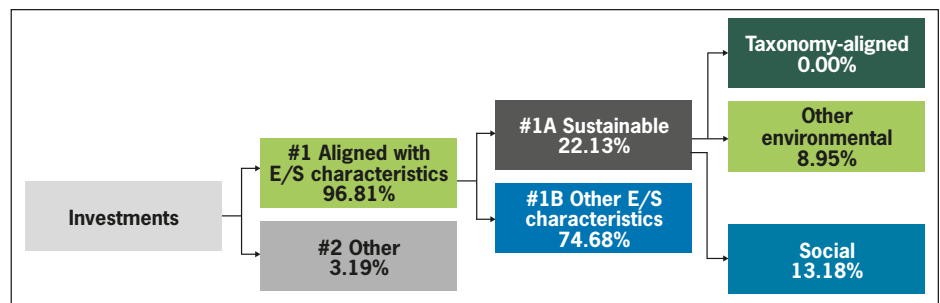 Investments
#1 Aligned with
E/S characteristics
96.81%
#2 Other
3.19%
#1A Sustainable
22.13%
#1B Other E/S
characteristics
74.68%
Taxonomy-aligned
0.00%
Other
environmental
8.95%
Social
13.18%